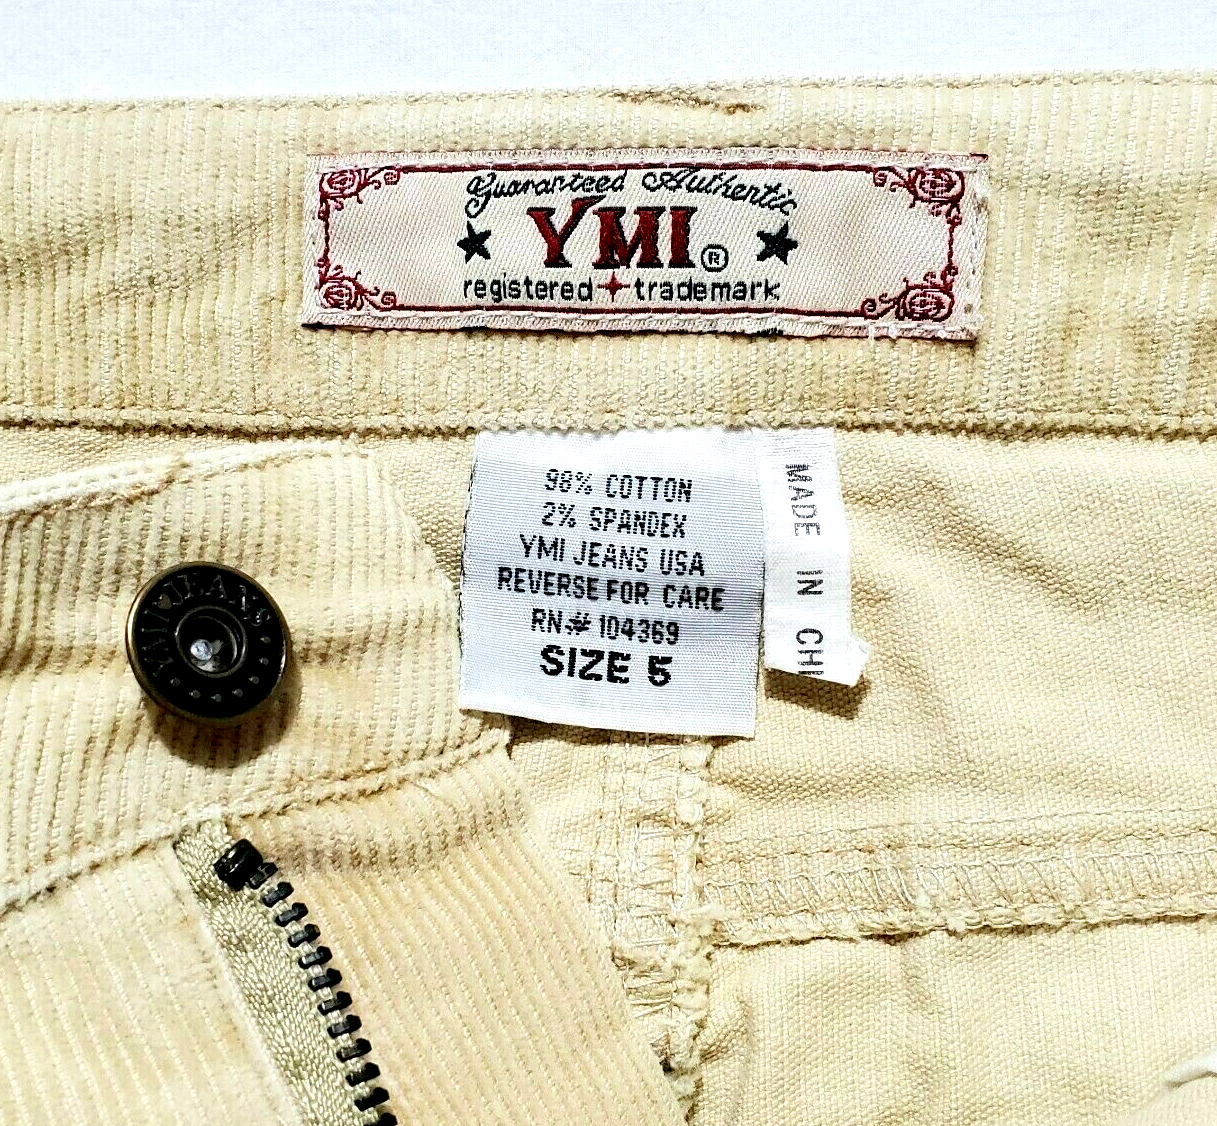 Guaranteed Authentic
YMI®
registered trademark
98% COTTON
2% SPANDEX
YMI JEANS USA
REVERSE FOR CARE
RN# 104369
SIZE 5
MADE IN CHI
YMI JEANS